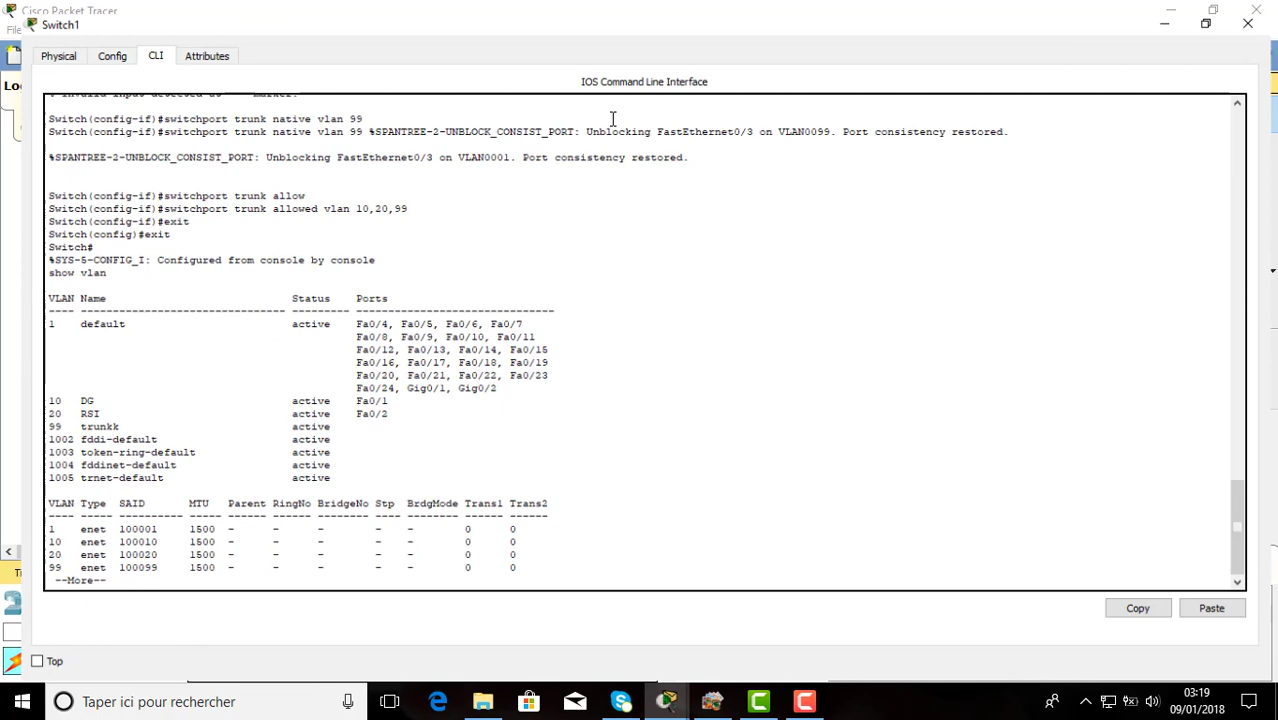 Cisco Packet Tracer
Switch1
Physical
Config
CLI
Attributes
IOS Command Line Interface
Invalid input detected at marker.
Switch(config-if)#switchport trunk native vlan 99
Switch(config-if)#switchport trunk native vlan 99 %SPANTREE-2-UNBLOCK_CONSIST_PORT: Unblocking FastEthernet0/3 on VLAN0099. Port consistency restored.
%SPANTREE-2-UNBLOCK_CONSIST_PORT: Unblocking FastEthernet0/3 on VLAN0001. Port consistency restored.
Switch(config-if)#switchport trunk allow
Switch(config-if)#switchport trunk allowed vlan 10,20,99
Switch(config-if)#exit
Switch(config)#exit
Switch#
%SYS-5-CONFIG_I: Configured from console by console
show vlan
VLAN Name Status Ports
---- -------------------------------- --------- -------------------------------
1 default active Fa0/4, Fa0/5, Fa0/6, Fa0/7
Fa0/8, Fa0/9, Fa0/10, Fa0/11
Fa0/12, Fa0/13, Fa0/14, Fa0/15
Fa0/16, Fa0/17, Fa0/18, Fa0/19
Fa0/20, Fa0/21, Fa0/22, Fa0/23
Fa0/24, Gig0/1, Gig0/2
10 DG active Fa0/1
20 RSI active Fa0/2
99 trunkk active
1002 fddi-default active
1003 token-ring-default active
1004 fddinet-default active
1005 trnet-default active
VLAN Type SAID MTU Parent RingNo BridgeNo Stp BrdgMode Trans1 Trans2
---- ----- ---------- ----- ------ ------ -------- ---- -------- ------ ------
1 enet 100001 1500 - - - - - 0 0
10 enet 100010 1500 - - - - - 0 0
20 enet 100020 1500 - - - - - 0 0
99 enet 100099 1500 - - - - - 0 0
--More--
Copy
Paste
Top
Taper ici pour rechercher
03:19
09/01/2018